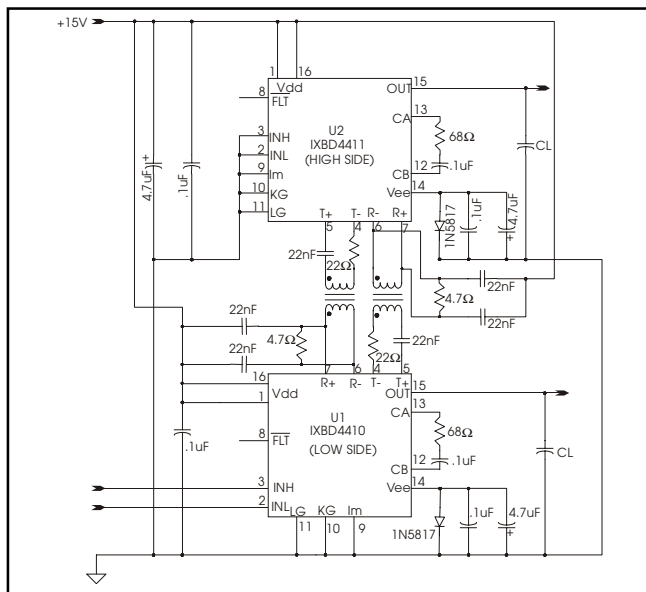 +15V
1
16
Vdd
8
FLT
OUT
15
U2
IXBD4411
(HIGH SIDE)
CA
13
68Ω
3
INH
2
INL
9
Im
10
KG
11
LG
CB
12
.1uF
Vee
14
CL
4.7uF
+
.1uF
T+
T-
R-
R+
5
4
6
7
1N5817
.1uF
4.7uF
+
22nF
22Ω
22nF
4.7Ω
22nF
22nF
4.7Ω
22nF
22Ω
22nF
7
6
4
5
R+
R-
T-
T+
16
Vdd
1
OUT
15
U1
IXBD4410
(LOW SIDE)
CA
13
68Ω
8
FLT
.1uF
CB
12
.1uF
CL
3
INH
2
INL
Vee
14
LG
KG
Im
11
10
9
1N5817
.1uF
4.7uF
+